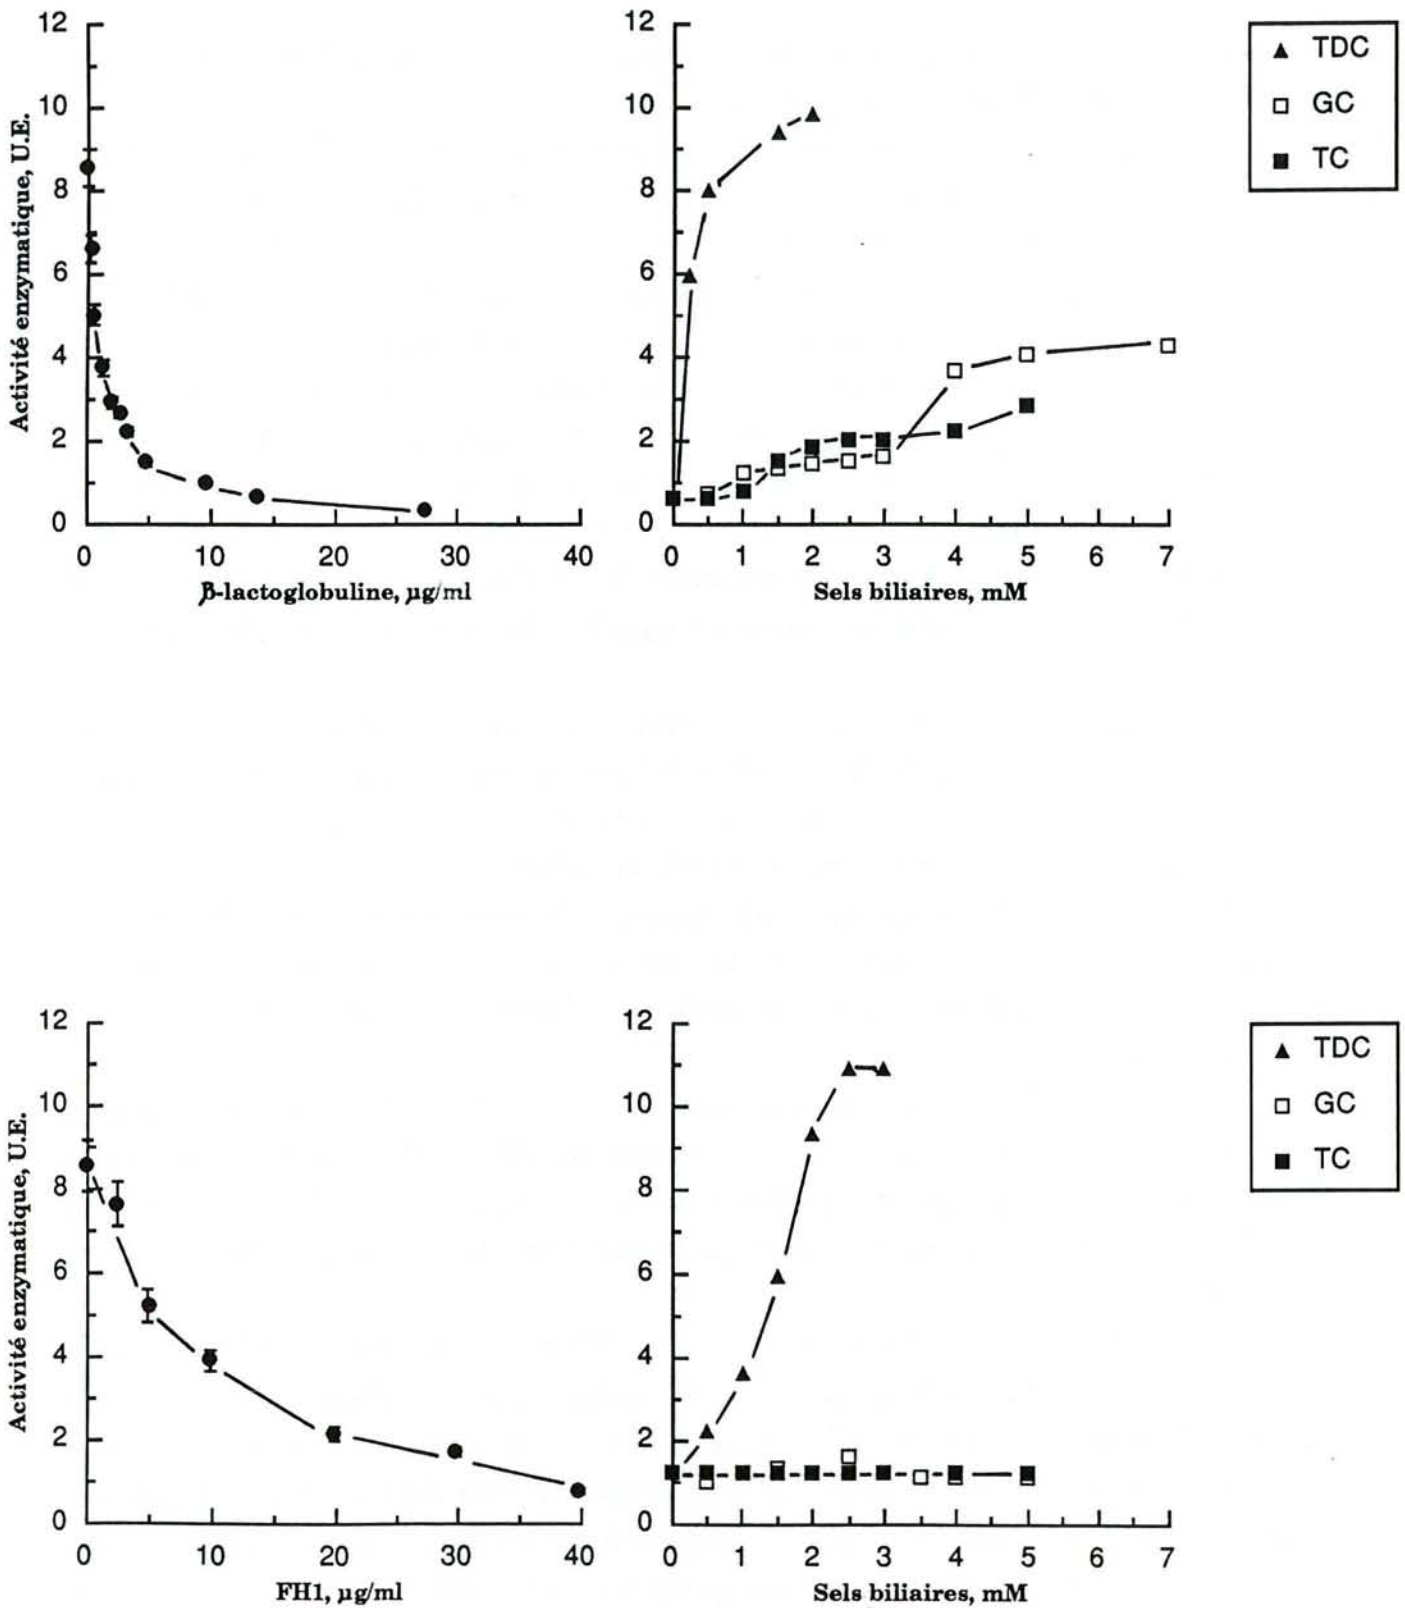 Activité enzymatique, U.E.
12
10
8
6
4
2
0
0 10 20 30 40
β-lactoglobuline, µg/ml
12
10
8
6
4
2
0
0 1 2 3 4 5 6 7
Sels biliaires, mM
TDC
GC
TC
Activité enzymatique, U.E.
12
10
8
6
4
2
0
0 10 20 30 40
FH1, µg/ml
12
10
8
6
4
2
0
0 1 2 3 4 5 6 7
Sels biliaires, mM
TDC
GC
TC